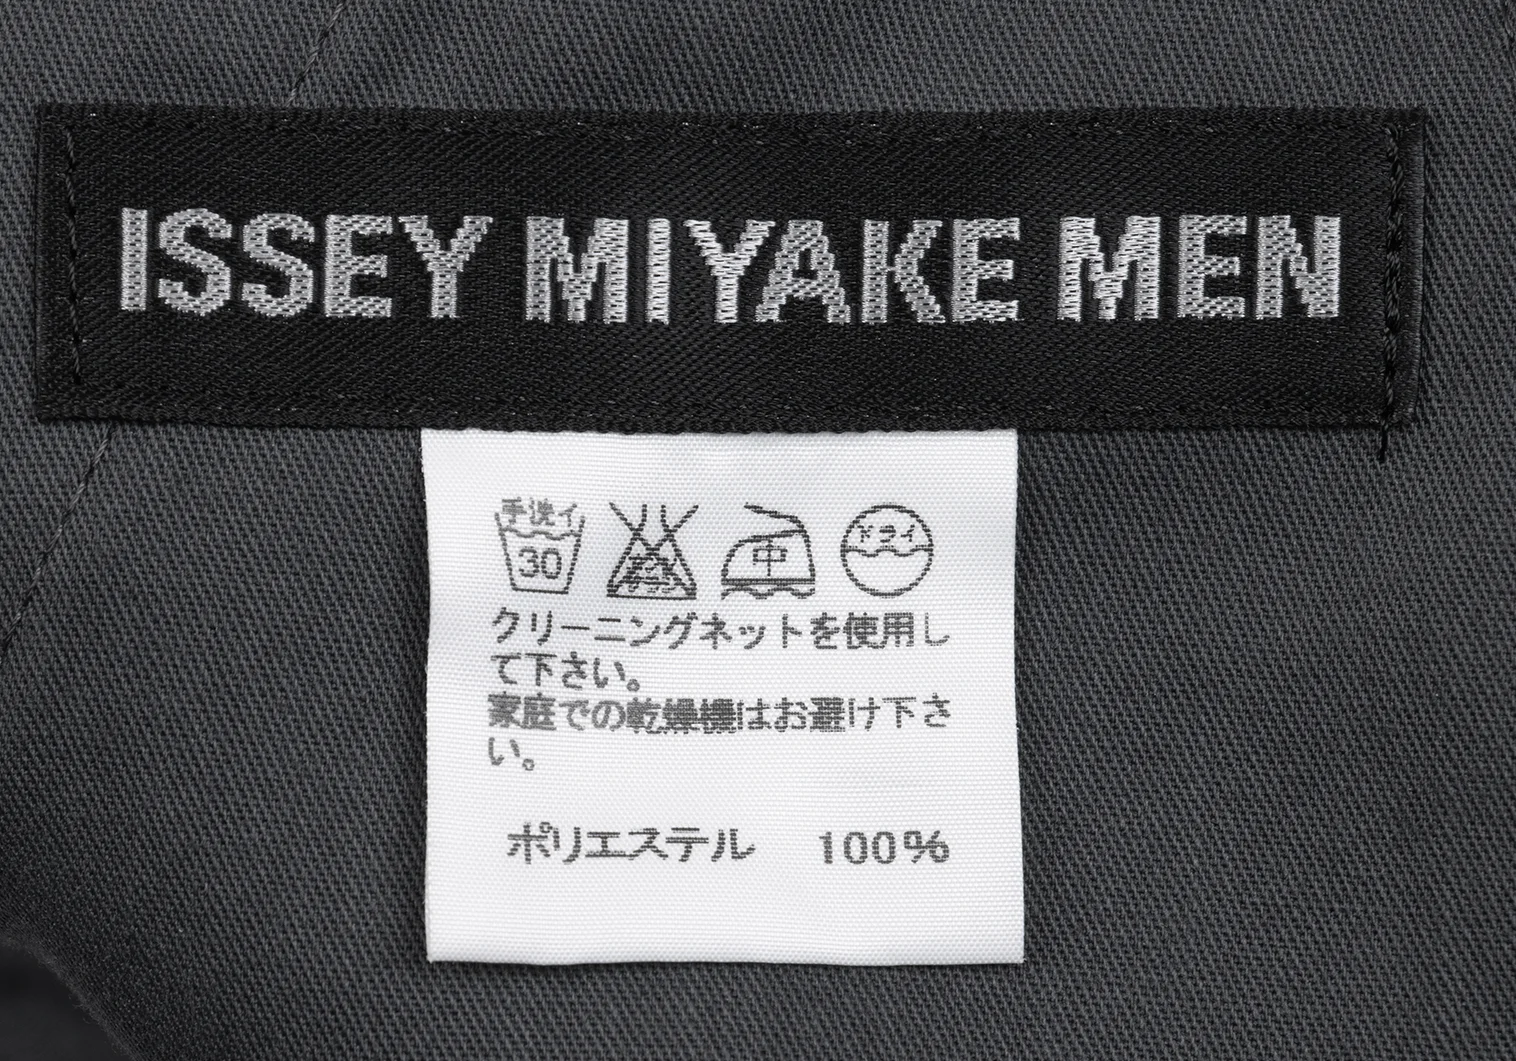 ISSEY MIYAKE MEN
手洗イ 中 ドライ
30
クリーニングネットを使用し
て下さい。
家庭での乾燥機はお避け下さ
い。
ポリエステル 100%